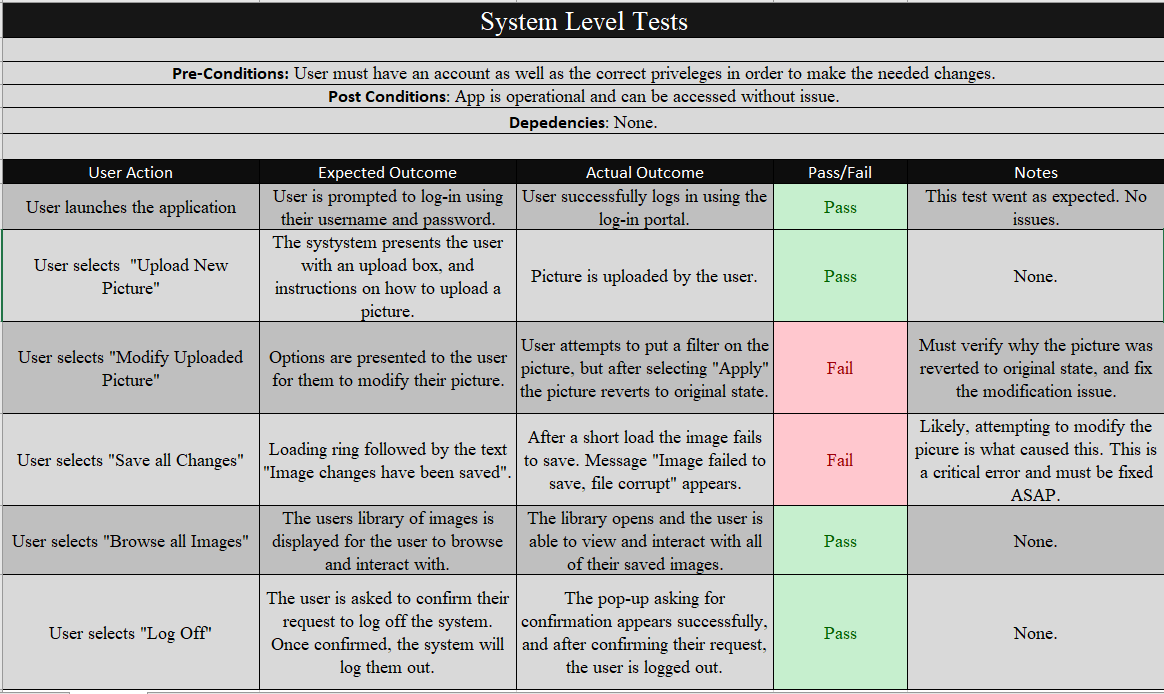 System Level Tests
Pre-Conditions: User must have an account as well as the correct priveleges in order to make the needed changes.
Post Conditions: App is operational and can be accessed without issue.
Depedencies: None.
User Action
Expected Outcome
Actual Outcome
Pass/Fail
Notes
User launches the application
User is prompted to log-in using
their username and password.
User successfully logs in using the
log-in portal.
Pass
This test went as expected. No
issues.
User selects  "Upload New
Picture"
The systystem presents the user
with an upload box, and
instructions on how to upload a
picture.
Picture is uploaded by the user.
Pass
None.
User selects "Modify Uploaded
Picture"
Options are presented to the user
for them to modify their picture.
User attempts to put a filter on the
picture, but after selecting "Apply"
the picture reverts to original state.
Fail
Must verify why the picture was
reverted to original state, and fix
the modification issue.
User selects "Save all Changes"
Loading ring followed by the text
"Image changes have been saved".
After a short load the image fails
to save. Message "Image failed to
save, file corrupt" appears.
Fail
Likely, attempting to modify the
picure is what caused this. This is
a critical error and must be fixed
ASAP.
User selects "Browse all Images"
The users library of images is
displayed for the user to browse
and interact with.
The library opens and the user is
able to view and interact with all
of their saved images.
Pass
None.
User selects "Log Off"
The user is asked to confirm their
request to log off the system.
Once confirmed, the system will
log them out.
The pop-up asking for
confirmation appears successfully,
and after confirming their request,
the user is logged out.
Pass
None.